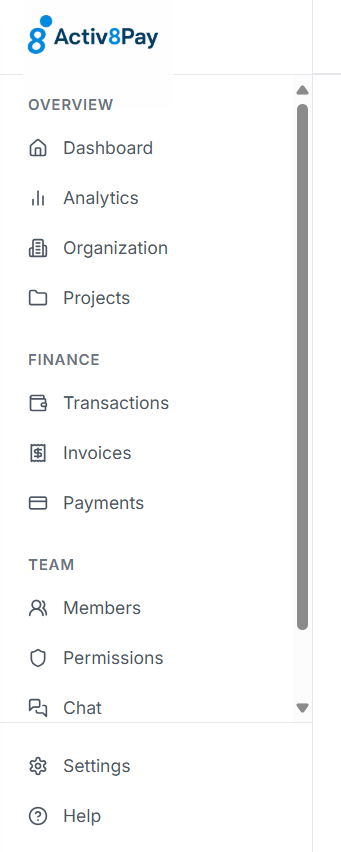 Activ8Pay
OVERVIEW
Dashboard
Analytics
Organization
Projects
FINANCE
Transactions
Invoices
Payments
TEAM
Members
Permissions
Chat
Settings
Help